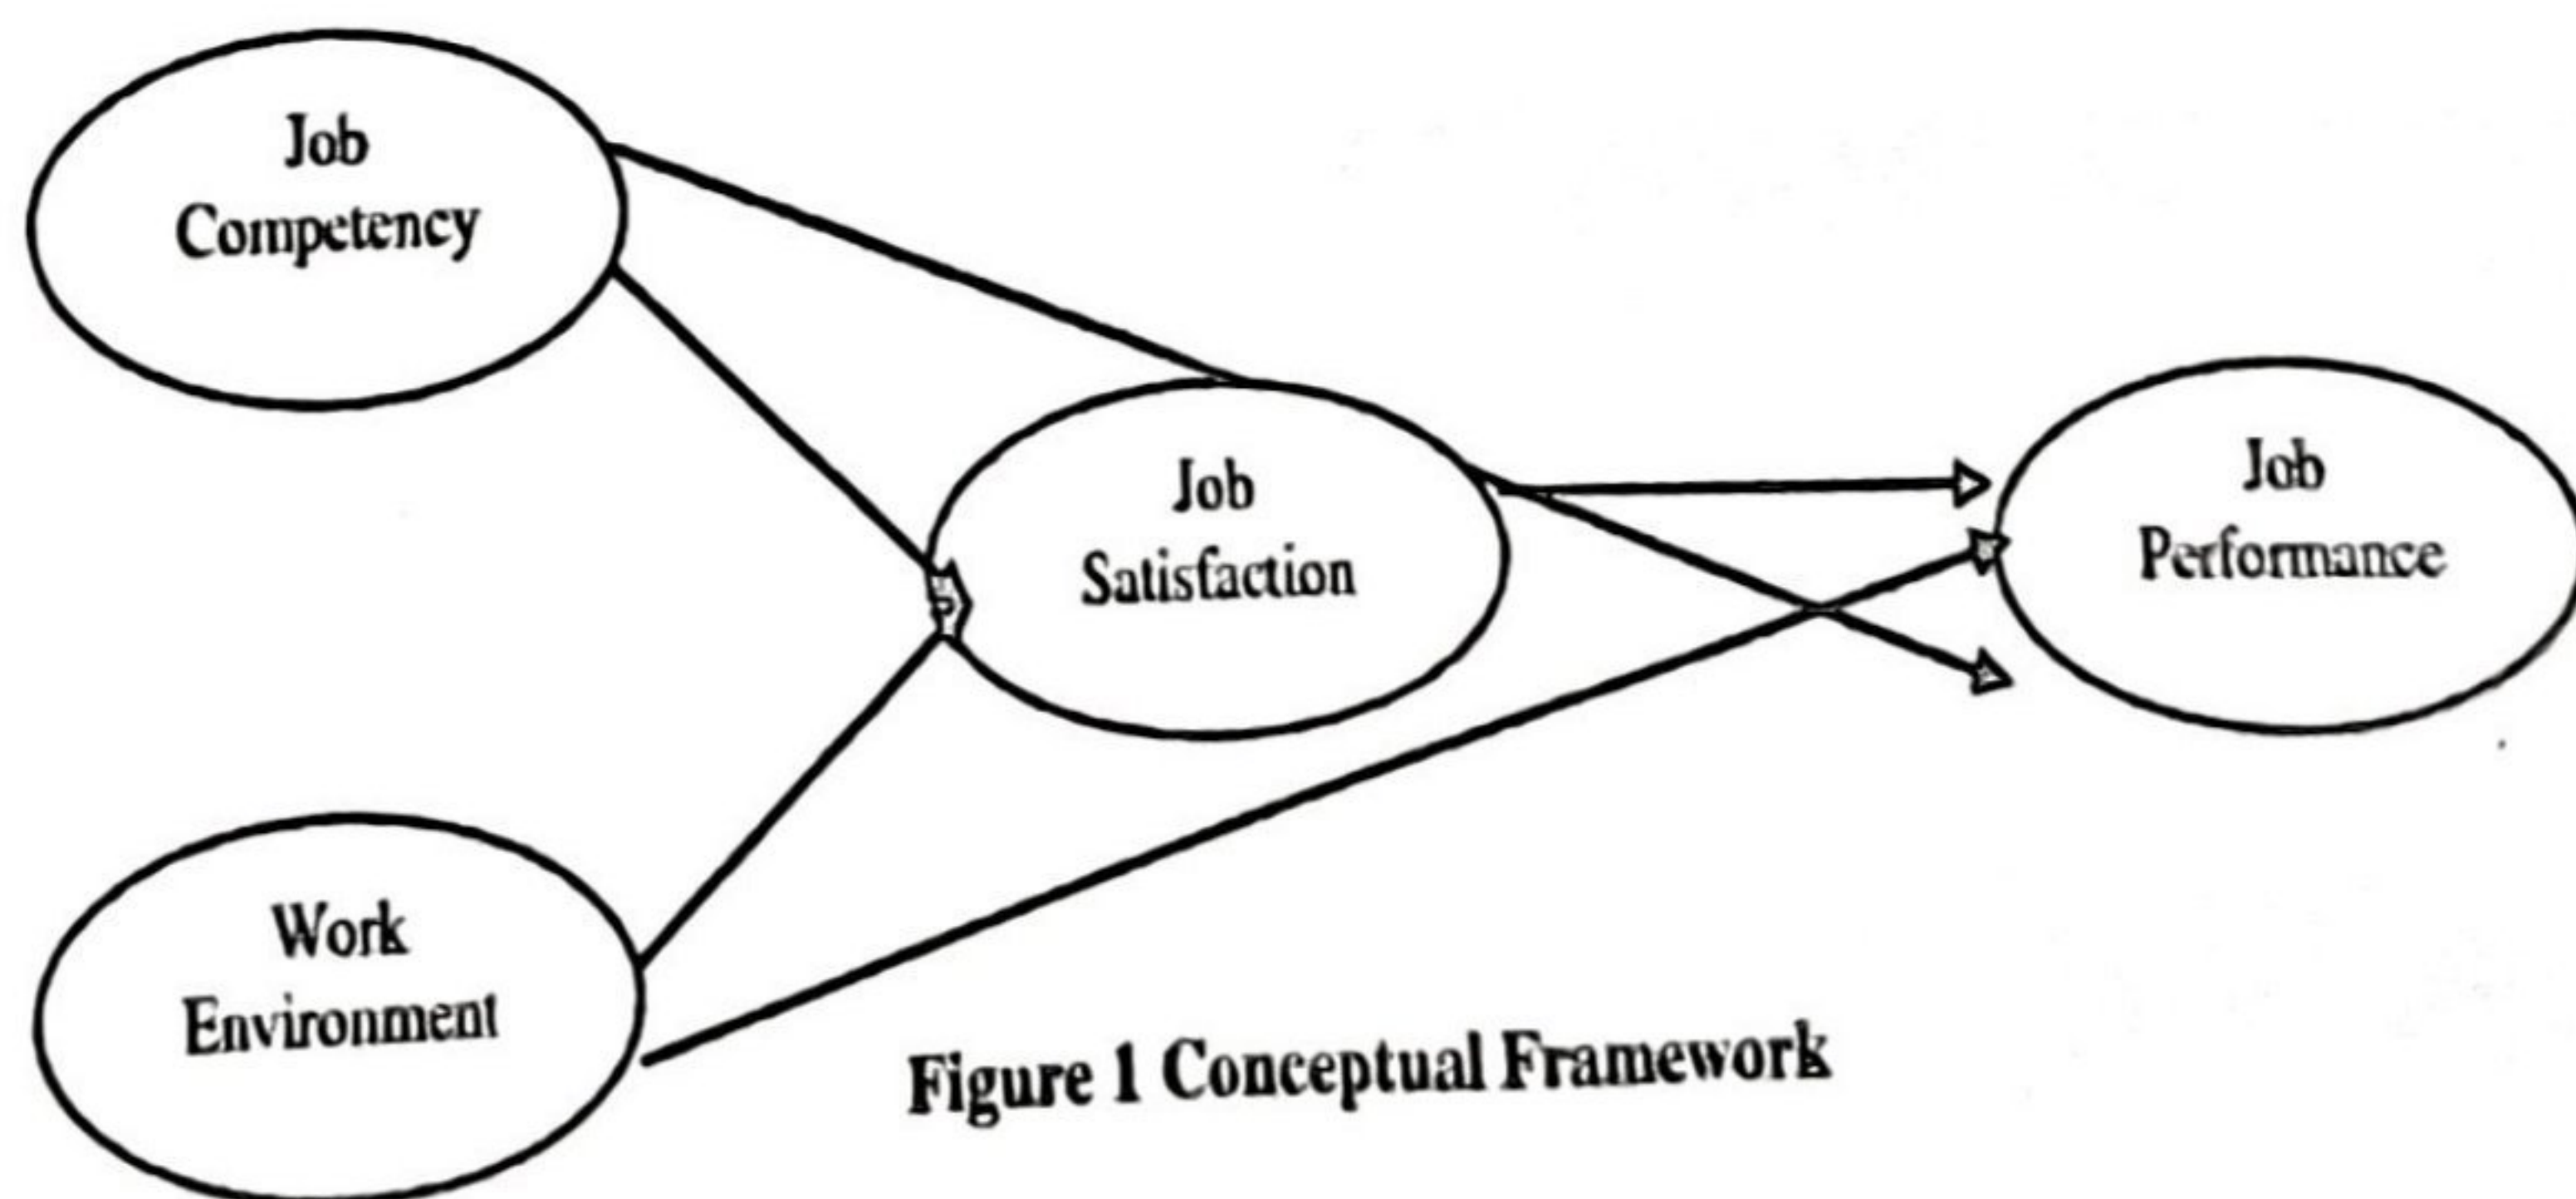 Job
Competency
Job
Satisfaction
Job
Performance
Work
Environment
Figure 1 Conceptual Framework